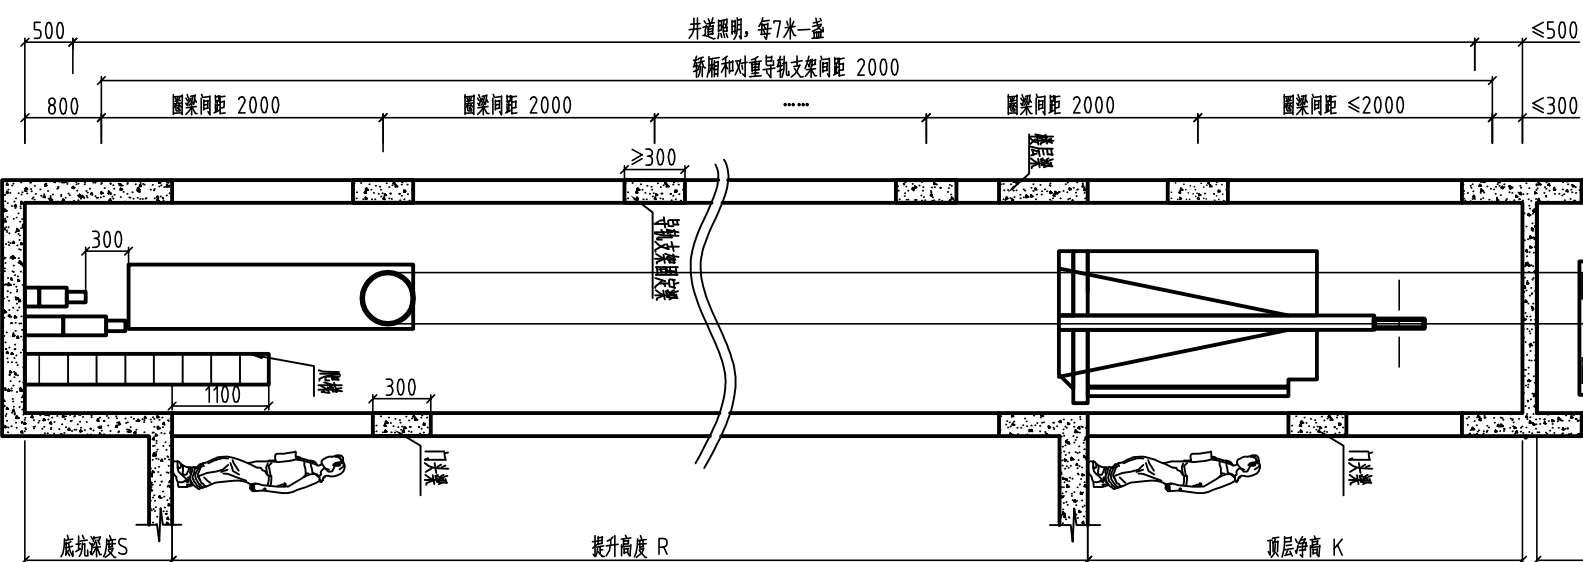 500
井道照明，每7米一盏
≤500
轿厢和对重导轨支架间距 2000
800
圈梁间距 2000
圈梁间距 2000
……
圈梁间距 2000
圈梁间距 ≤2000
≤300
≥300
楼层梁
导轨支架固定梁
300
爬梯
1100
300
门头梁
门头梁
底坑深度S
提升高度 R
顶层净高 K